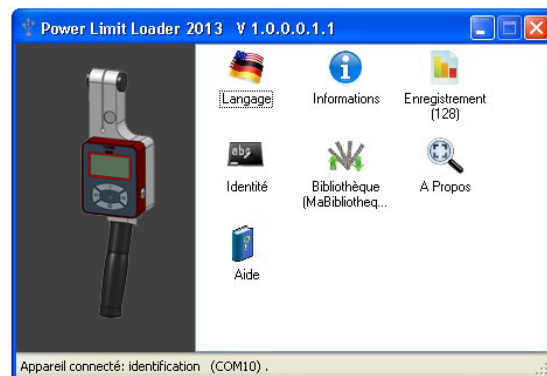 Power Limit Loader 2013 V 1.0.0.0.1.1
Langage
Informations
Enregistrement
(128)
abc
Identité
Bibliothèque
(MaBibliotheq...
A Propos
Aide
Appareil connecté: identification (COM10) .